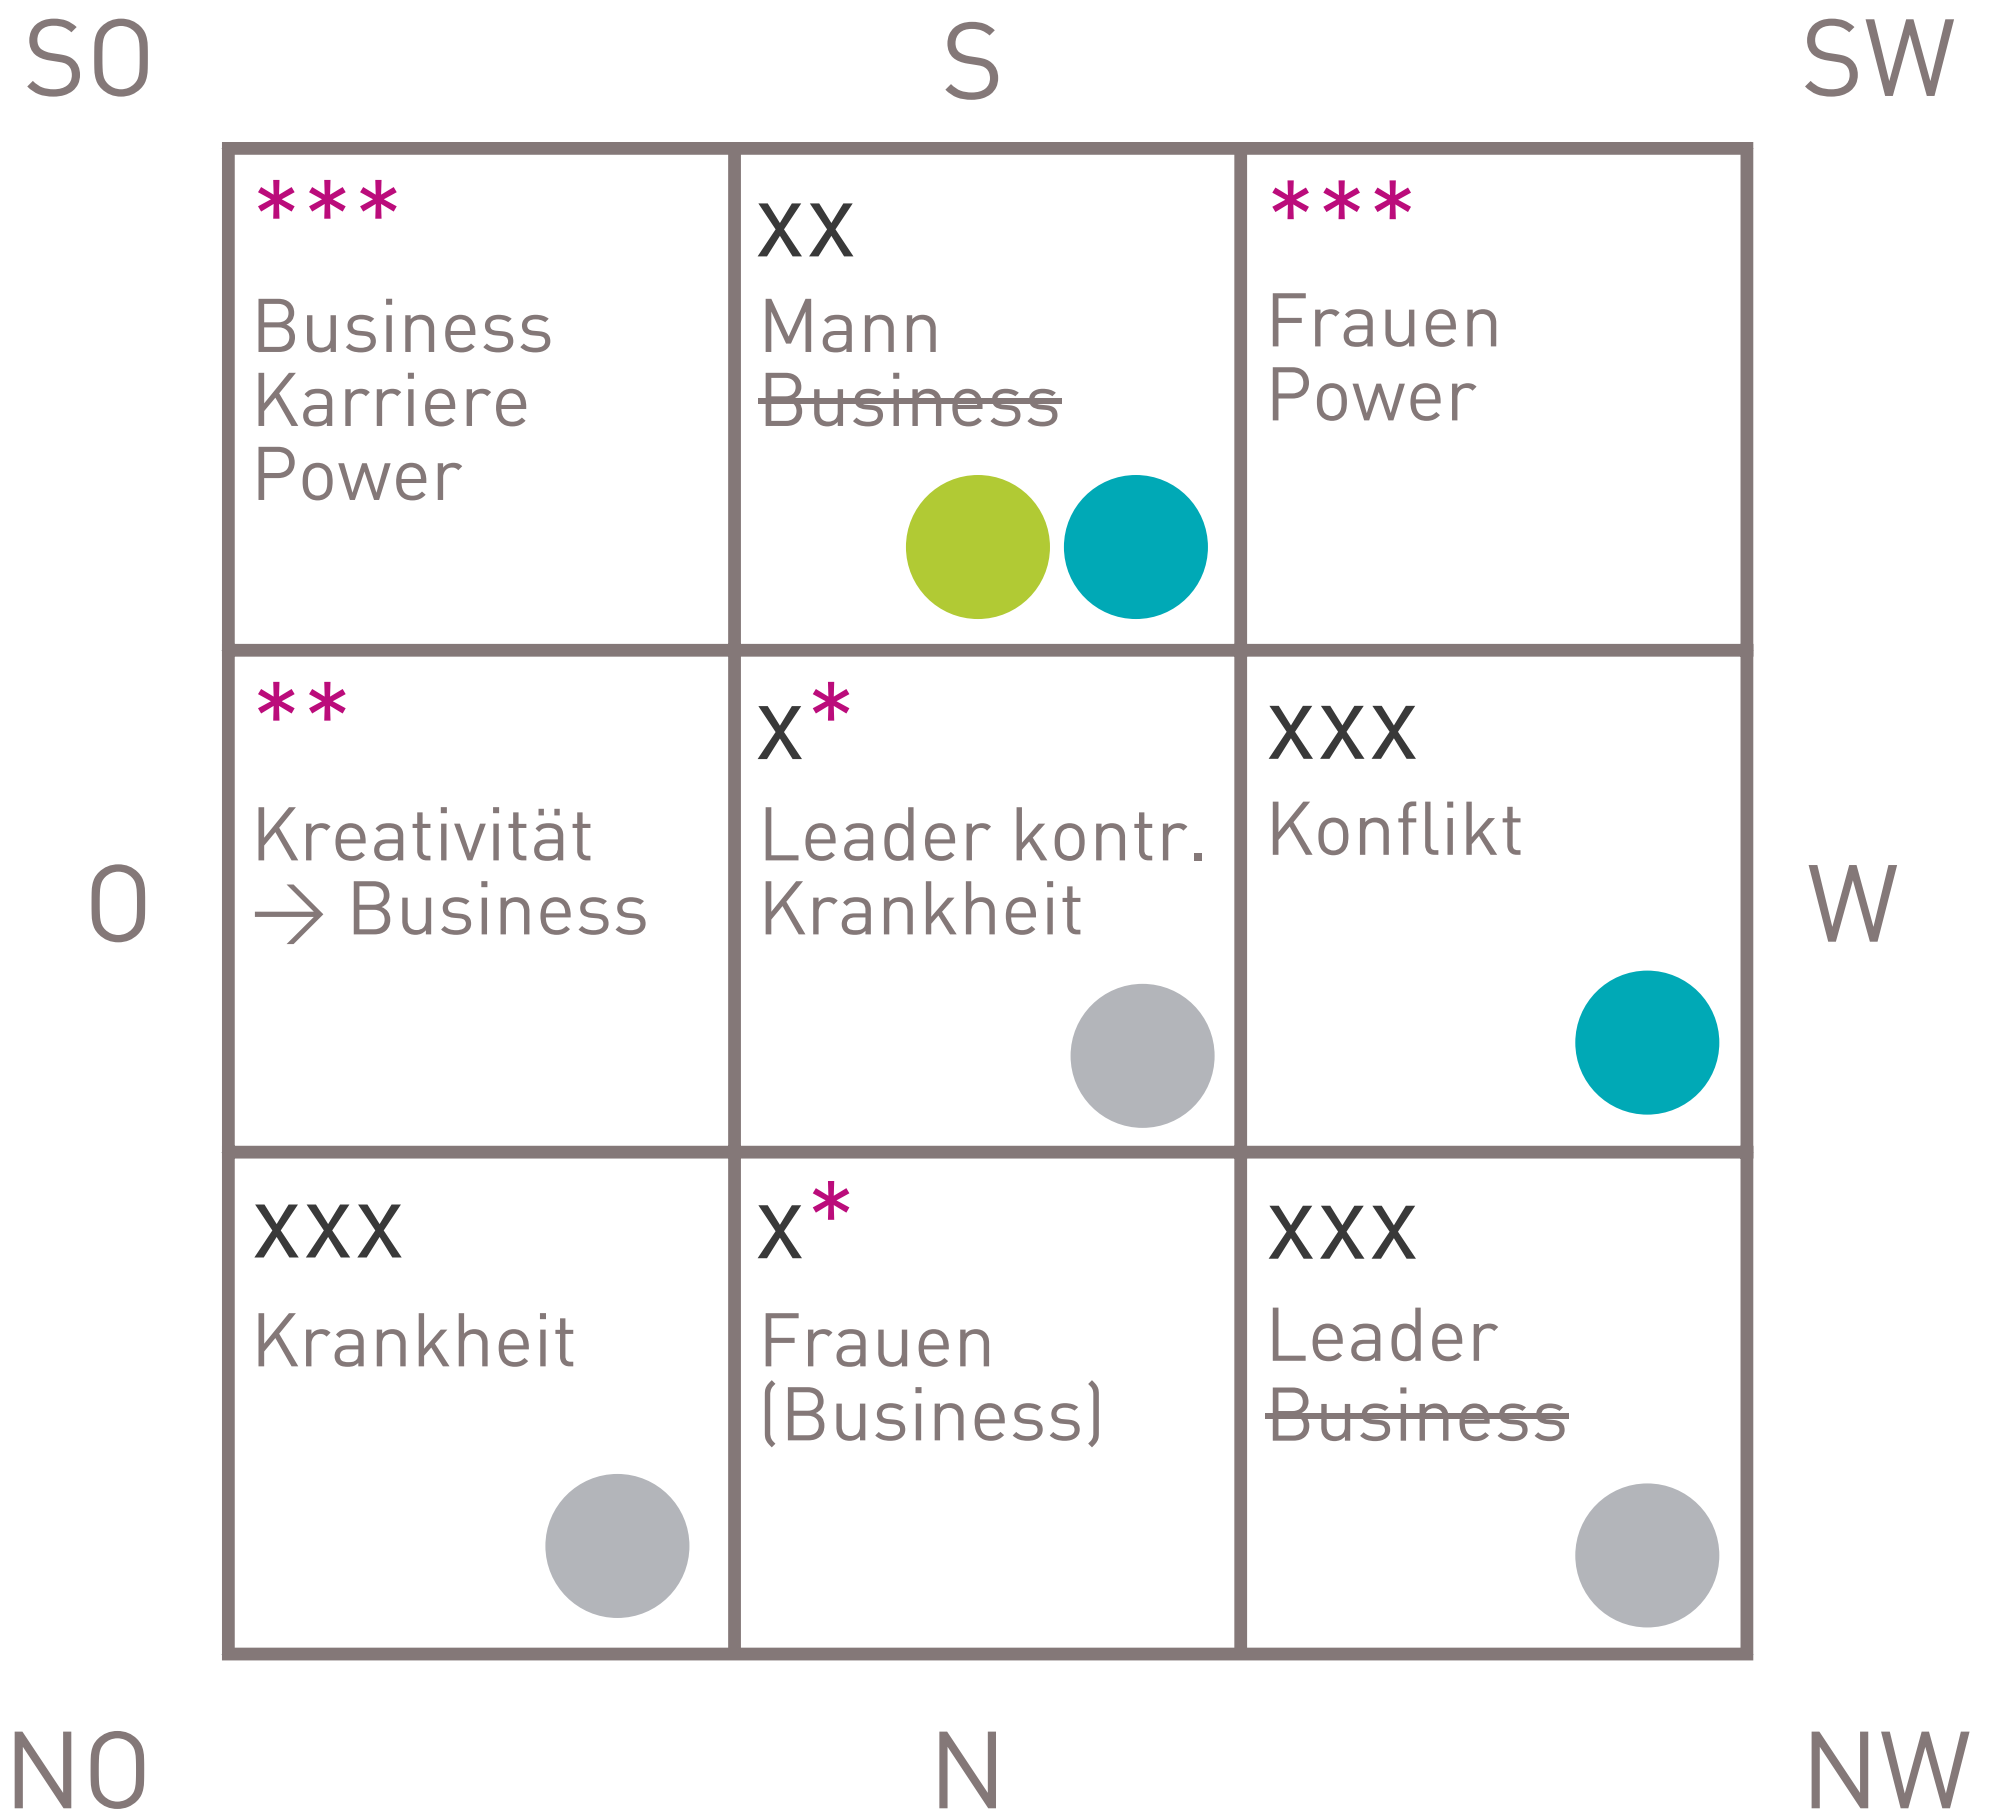 SO
S
SW
***
Business
Karriere
Power
xx
Mann
Business
***
Frauen
Power
O
**
Kreativität
→ Business
x*
Leader kontr.
Krankheit
xxx
Konflikt
W
xxx
Krankheit
x*
Frauen
(Business)
xxx
Leader
Business
NO
N
NW